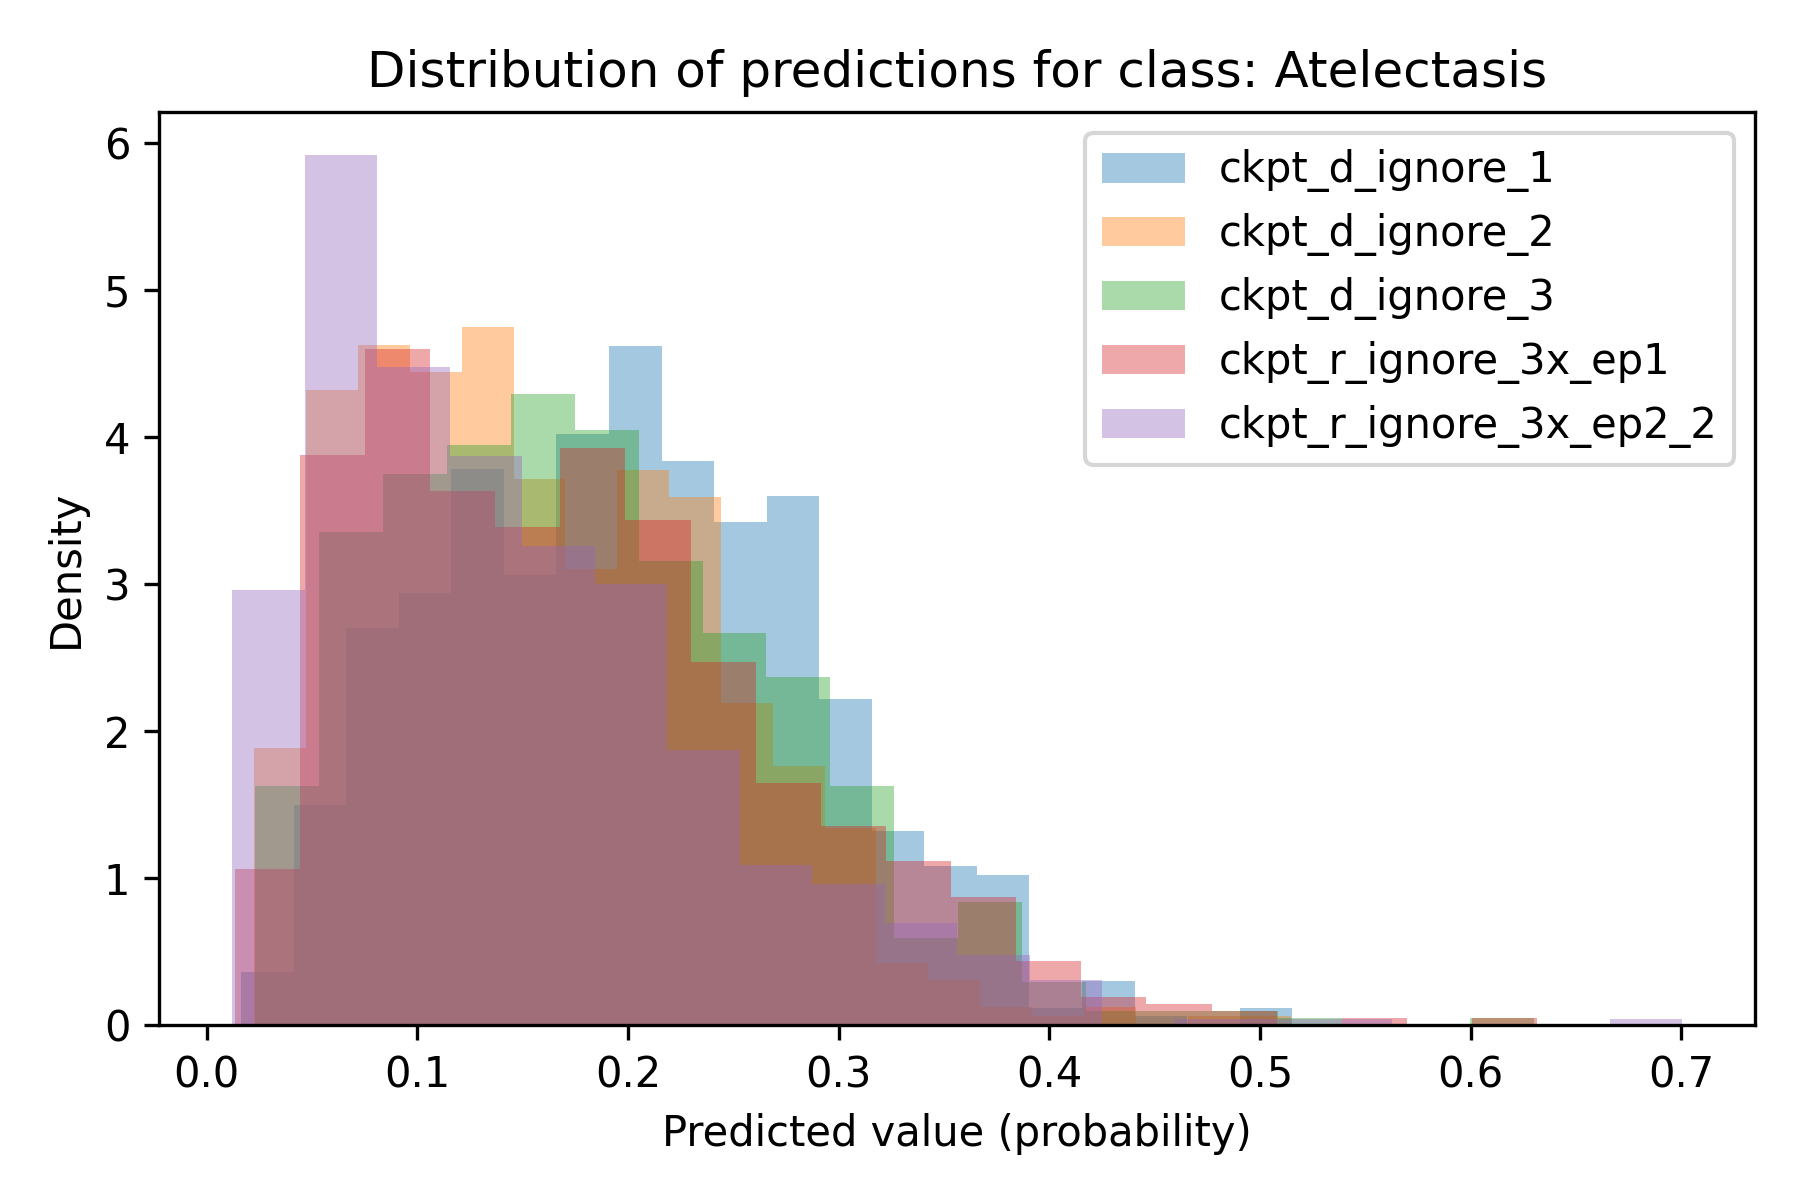 Distribution of predictions for class: Atelectasis
6
5
4
3
2
1
0
Density
ckpt_d_ignore_1
ckpt_d_ignore_2
ckpt_d_ignore_3
ckpt_r_ignore_3x_ep1
ckpt_r_ignore_3x_ep2_2
0.0 0.1 0.2 0.3 0.4 0.5 0.6 0.7
Predicted value (probability)